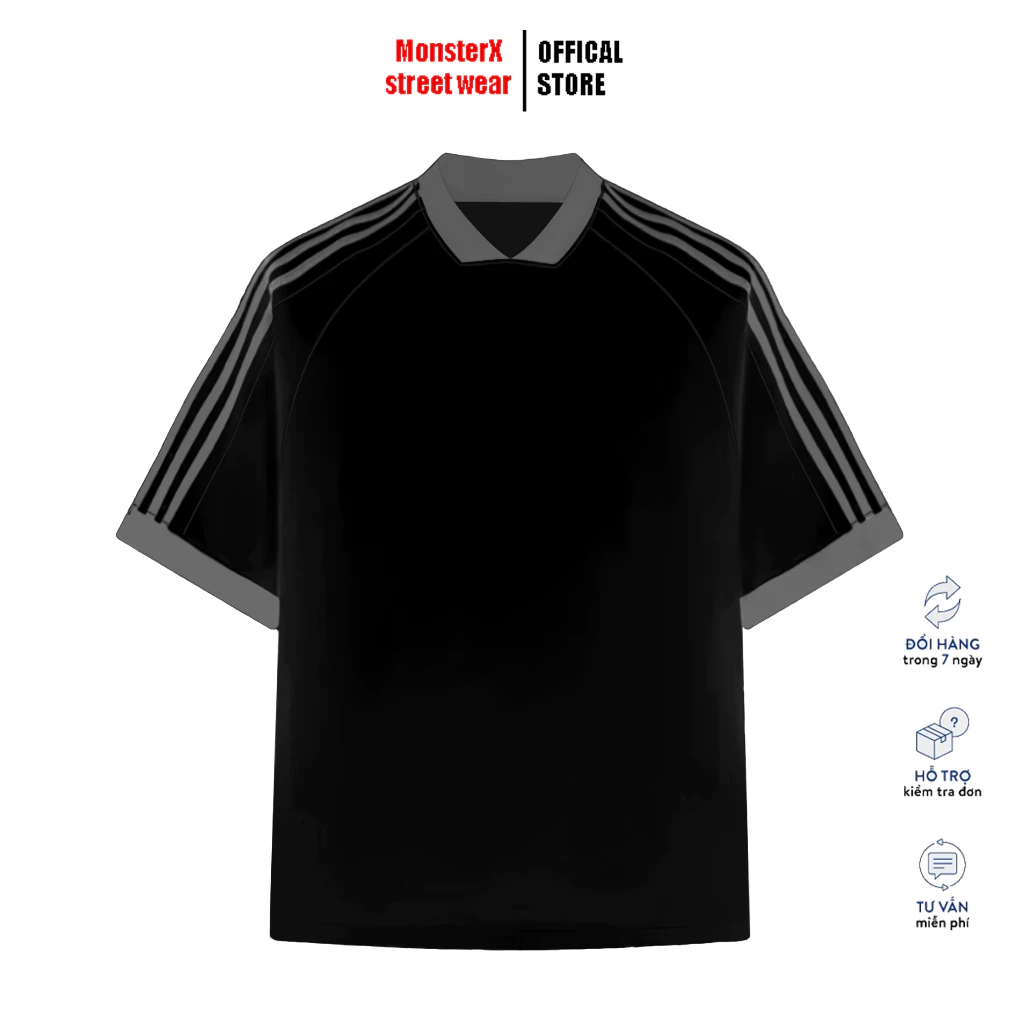 MonsterX
street wear
OFFICAL
STORE
ĐỔI HÀNG
trong 7 ngày
?
HỖ TRỢ
kiểm tra đơn
TƯ VẤN
miễn phí